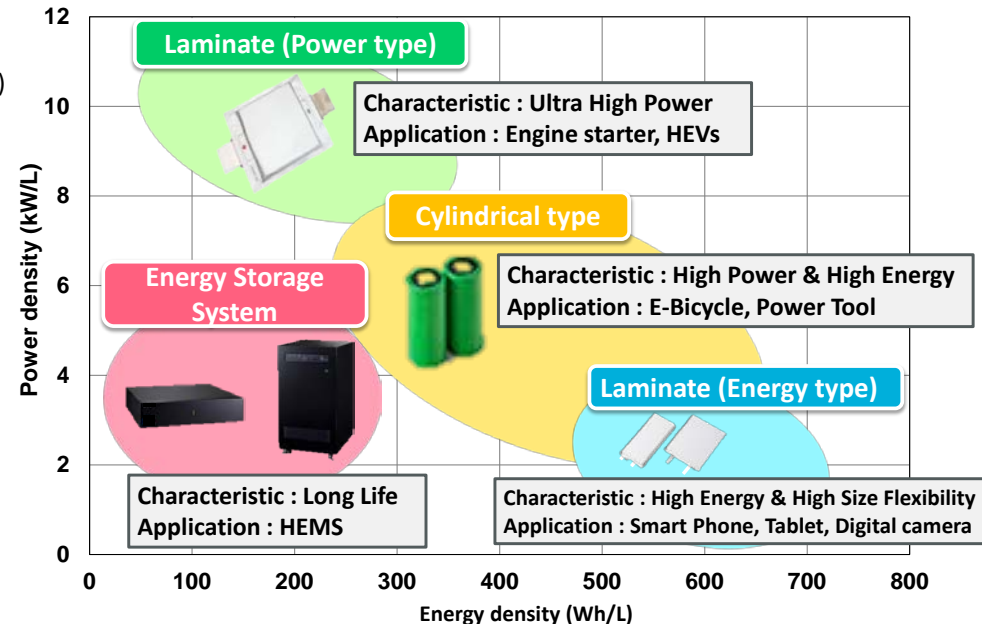 12
10
8
6
4
2
0
Power density (kW/L)
)
Laminate (Power type)
Characteristic : Ultra High Power
Application : Engine starter, HEVs
Cylindrical type
Characteristic : High Power & High Energy
Application : E-Bicycle, Power Tool
Energy Storage
System
Characteristic : Long Life
Application : HEMS
Laminate (Energy type)
Characteristic : High Energy & High Size Flexibility
Application : Smart Phone, Tablet, Digital camera
0 100 200 300 400 500 600 700 800
Energy density (Wh/L)